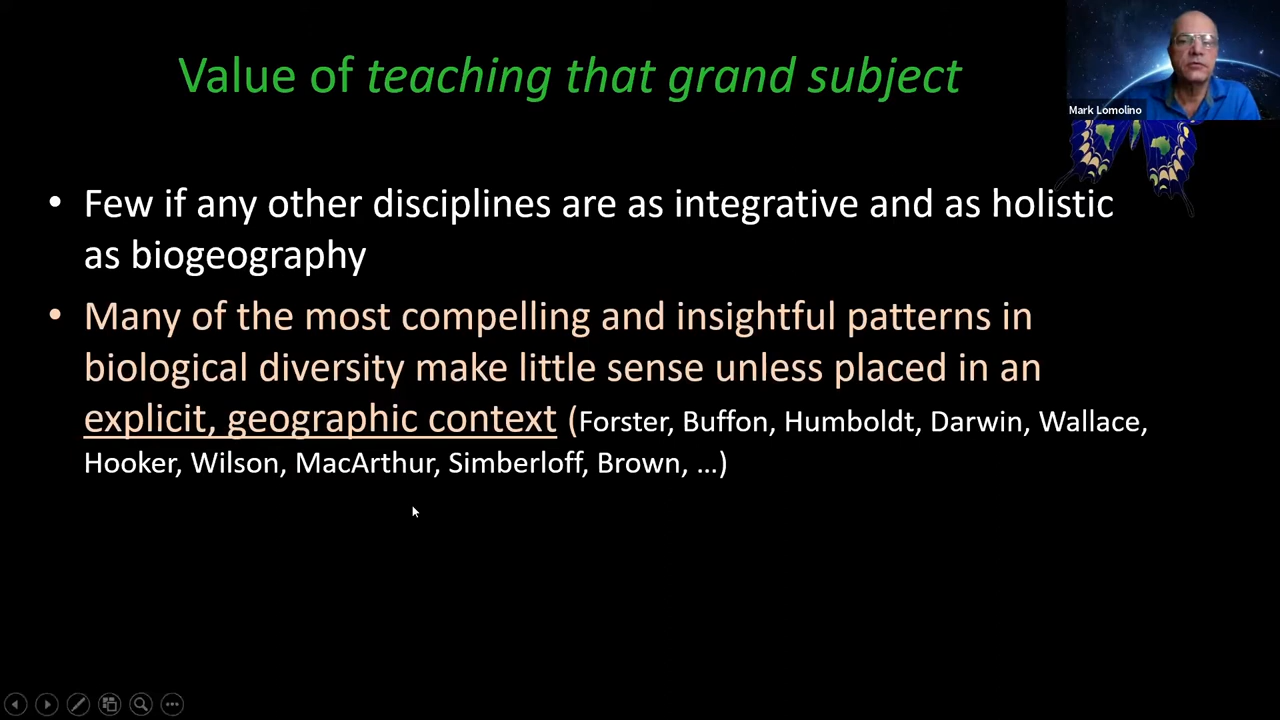 Value of teaching that grand subject
Mark Lomolino
• Few if any other disciplines are as integrative and as holistic
as biogeography
• Many of the most compelling and insightful patterns in
biological diversity make little sense unless placed in an
explicit, geographic context (Forster, Buffon, Humboldt, Darwin, Wallace,
Hooker, Wilson, MacArthur, Simberloff, Brown, ...)